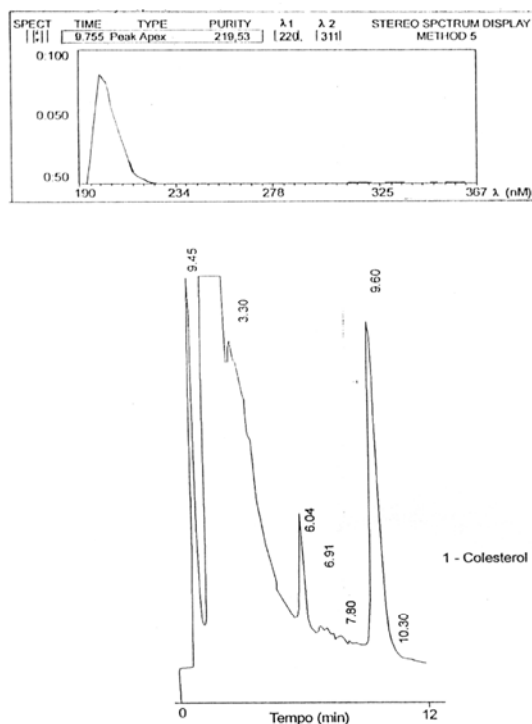 SPECT TIME TYPE PURITY λ1 λ 2 STEREO SPCTRUM DISPLAY
9.755 Peak Apex 219,53 220, 311 METHOD 5
0.100
0.050
0.50
190 234 278 325 367 λ (nM)
9.45
3.30
9.60
6.04
6.91
7.80
10.30
1 - Colesterol
0 12
Tempo (min)